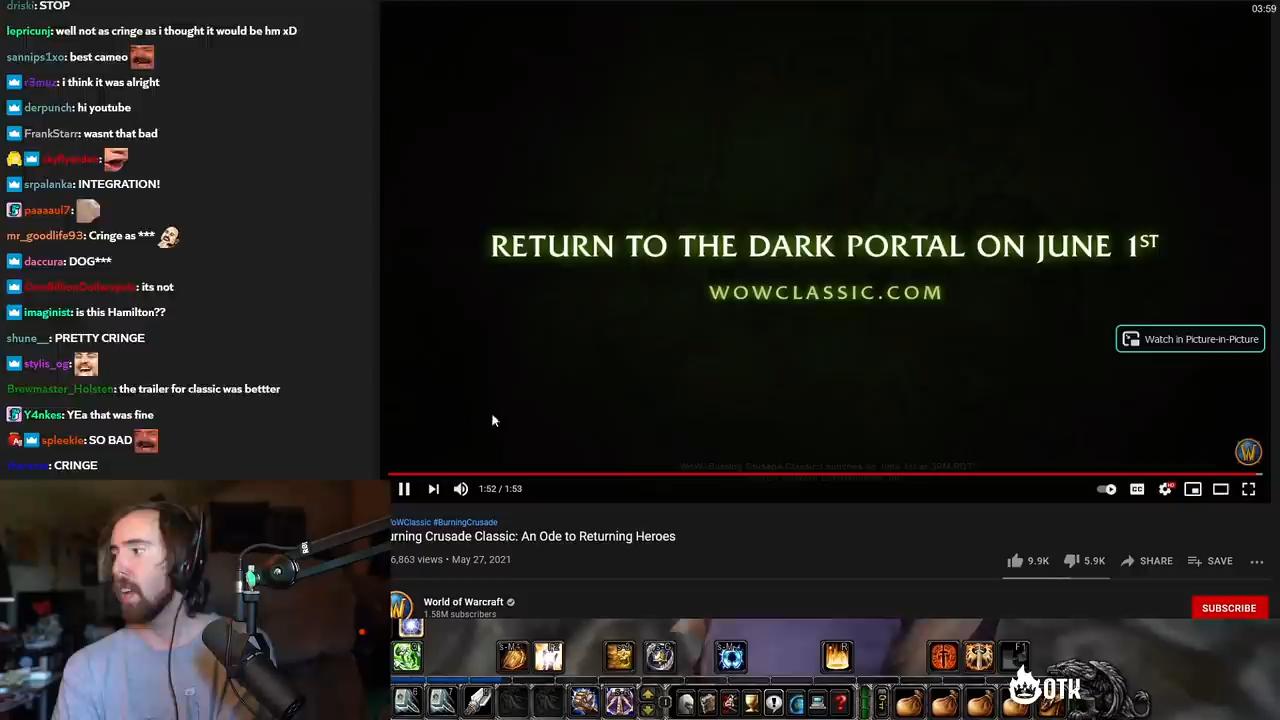 driski: STOP
lepricunj: well not as cringe as i thought it would be hm xD
sannips1xo: best cameo
r3muz: i think it was alright
derpunch: hi youtube
FrankStarr: wasnt that bad
srpalanka: INTEGRATION!
paaaaul7:
mr_goodlife93: Cringe as ***
daccura: DOG***
its not
imaginist: is this Hamilton??
shune__: PRETTY CRINGE
stylis_og:
Brewmaster_Holsten: the trailer for classic was bettter
Y4nkes: YEa that was fine
spleekle: SO BAD
CRINGE
03:59
RETURN TO THE DARK PORTAL ON JUNE 1ST
WOWCLASSIC.COM
Watch in Picture-in-Picture
1:52 / 1:53
CC
HD
oWClassic #BurningCrusade
urning Crusade Classic: An Ode to Returning Heroes
6,863 views • May 27, 2021
9.9K
5.9K
SHARE
SAVE
World of Warcraft
1.58M subscribers
SUBSCRIBE
OTK